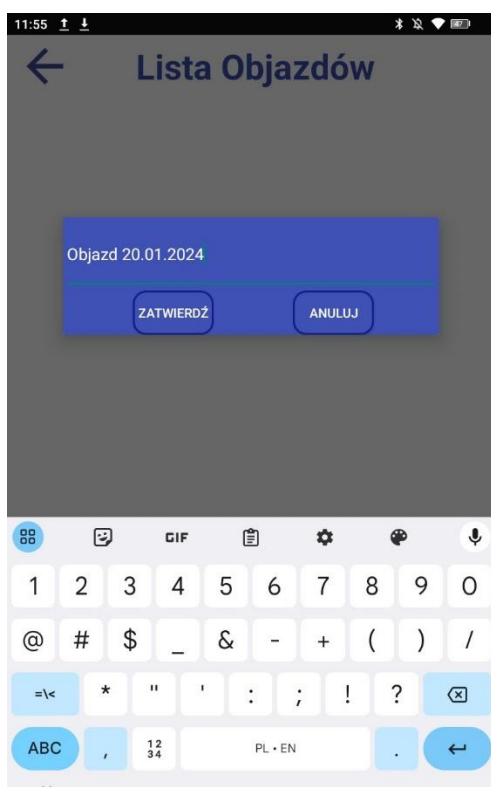 11:55
47
Lista Objazdów
Objazd 20.01.2024
ZATWIERDŹ ANULUJ
GIF
1 2 3 4 5 6 7 8 9 0
@ # $ _ & - + ( ) /
=\< * " ' : ; ! ?
ABC , 12 34 PL • EN .